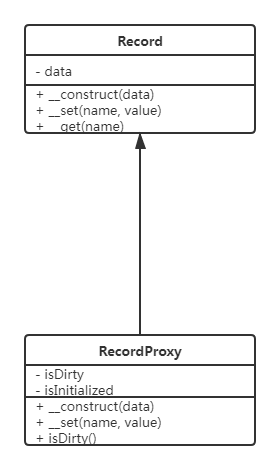 Record
- data
+ __construct(data)
+ __set(name, value)
+ __get(name)
RecordProxy
- isDirty
- isInitialized
+ __construct(data)
+ __set(name, value)
+ isDirty()